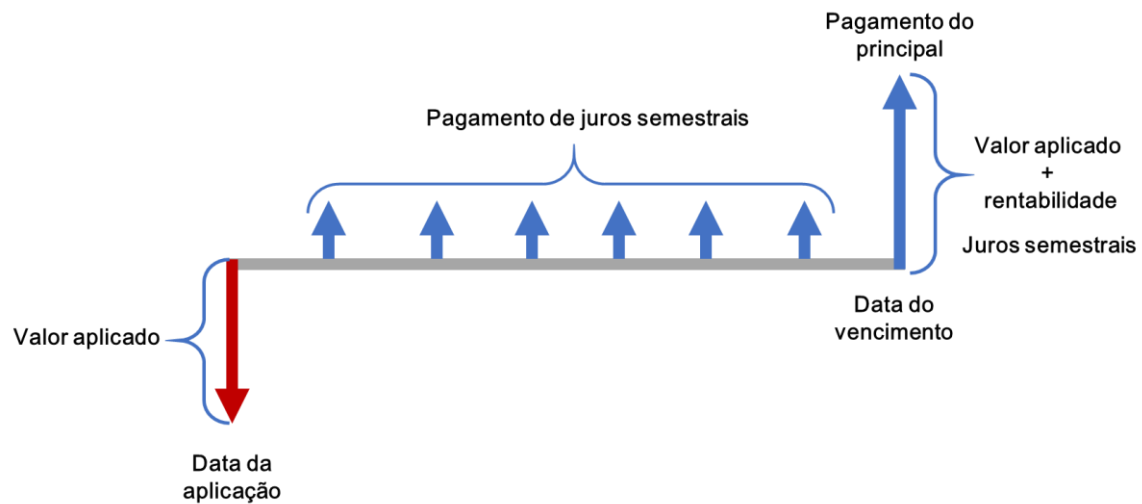 Pagamento do
principal
Pagamento de juros semestrais
Valor aplicado
+
rentabilidade
Juros semestrais
Valor aplicado
Data do
vencimento
Data da
aplicação